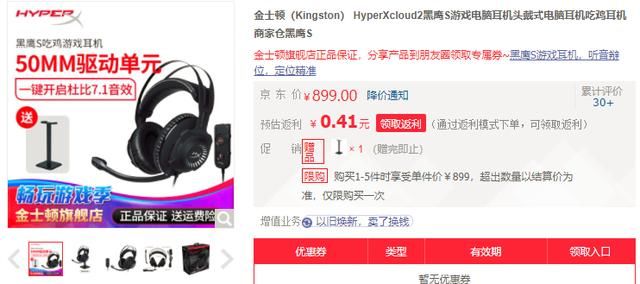 HYPERX
黑鹰S吃鸡游戏耳机
50MM驱动单元
一键开启杜比7.1音效
送
畅玩游戏季
金士顿旗舰店
正品保证 送运费险
金士顿（Kingston） HyperXcloud2黑鹰S游戏电脑耳机头戴式电脑耳机吃鸡耳机
商家仓黑鹰S
金士顿旗舰店正品保证，分享产品到朋友圈领取专属券~黑鹰S游戏耳机，听音辩
位，定位精准
京 东 价 ￥899.00 降价通知
累计评价
30+
预估返利 ￥0.41元 领取返利 （通过返利模式下单，可领取返利）
促 销 赠品 × 1 （赠完即止）
限购 购买1-5件时享受单件价￥899，超出数量以结算价为
准，仅限购买一次
增值业务 以旧换新，卖了换钱
优惠券 类型 有效期 领取入口
暂无优惠券